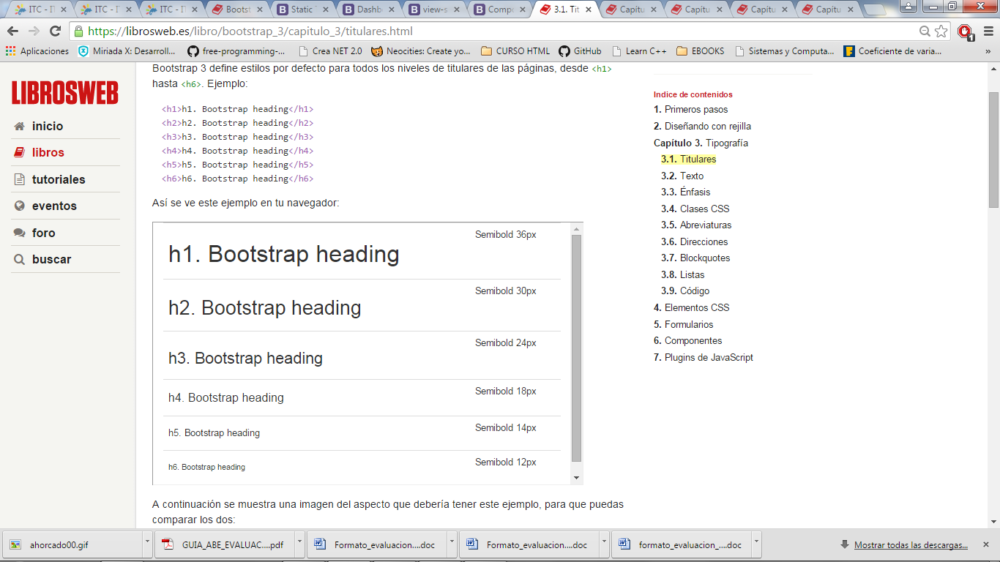 ITC - IT
ITC - IT
ITC - IT
Bootst
Static
Dashb
view-s
Compo
3.1. Tit
Capítu
Capítu
Capítu
Capítu
https://librosweb.es/libro/bootstrap_3/capitulo_3/titulares.html
1
Aplicaciones
Miriada X: Desarroll...
free-programming-...
Crea NET 2.0
Neocities: Create yo...
CURSO HTML
GitHub
Learn C++
EBOOKS
Sistemas y Computa...
Coeficiente de varia...
»
LIBROSWEB
inicio
libros
tutoriales
eventos
foro
buscar
Bootstrap 3 define estilos por defecto para todos los niveles de titulares de las páginas, desde <h1>
hasta <h6>. Ejemplo:
<h1>h1. Bootstrap heading</h1>
<h2>h2. Bootstrap heading</h2>
<h3>h3. Bootstrap heading</h3>
<h4>h4. Bootstrap heading</h4>
<h5>h5. Bootstrap heading</h5>
<h6>h6. Bootstrap heading</h6>
Así se ve este ejemplo en tu navegador:
h1. Bootstrap heading
Semibold 36px
h2. Bootstrap heading
Semibold 30px
h3. Bootstrap heading
Semibold 24px
h4. Bootstrap heading
Semibold 18px
h5. Bootstrap heading
Semibold 14px
h6. Bootstrap heading
Semibold 12px
A continuación se muestra una imagen del aspecto que debería tener este ejemplo, para que puedas
comparar los dos:
Indice de contenidos
1. Primeros pasos
2. Diseñando con rejilla
Capítulo 3. Tipografía
3.1. Titulares
3.2. Texto
3.3. Énfasis
3.4. Clases CSS
3.5. Abreviaturas
3.6. Direcciones
3.7. Blockquotes
3.8. Listas
3.9. Código
4. Elementos CSS
5. Formularios
6. Componentes
7. Plugins de JavaScript
ahorcado00.gif
GUIA_ABE_EVALUAC....pdf
Formato_evaluacion....doc
Formato_evaluacion....doc
formato_evaluacion_....doc
Mostrar todas las descargas...